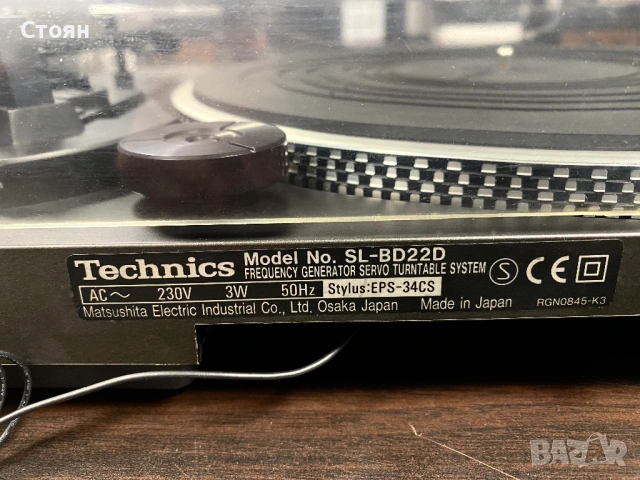 Стоян
Technics Model No. SL-BD22D
FREQUENCY GENERATOR SERVO TURNTABLE SYSTEM
S CE
AC～ 230V 3W 50Hz Stylus:EPS-34CS
Matsushita Electric Industrial Co., Ltd. Osaka Japan Made in Japan RGN0845-K3
BAZAR